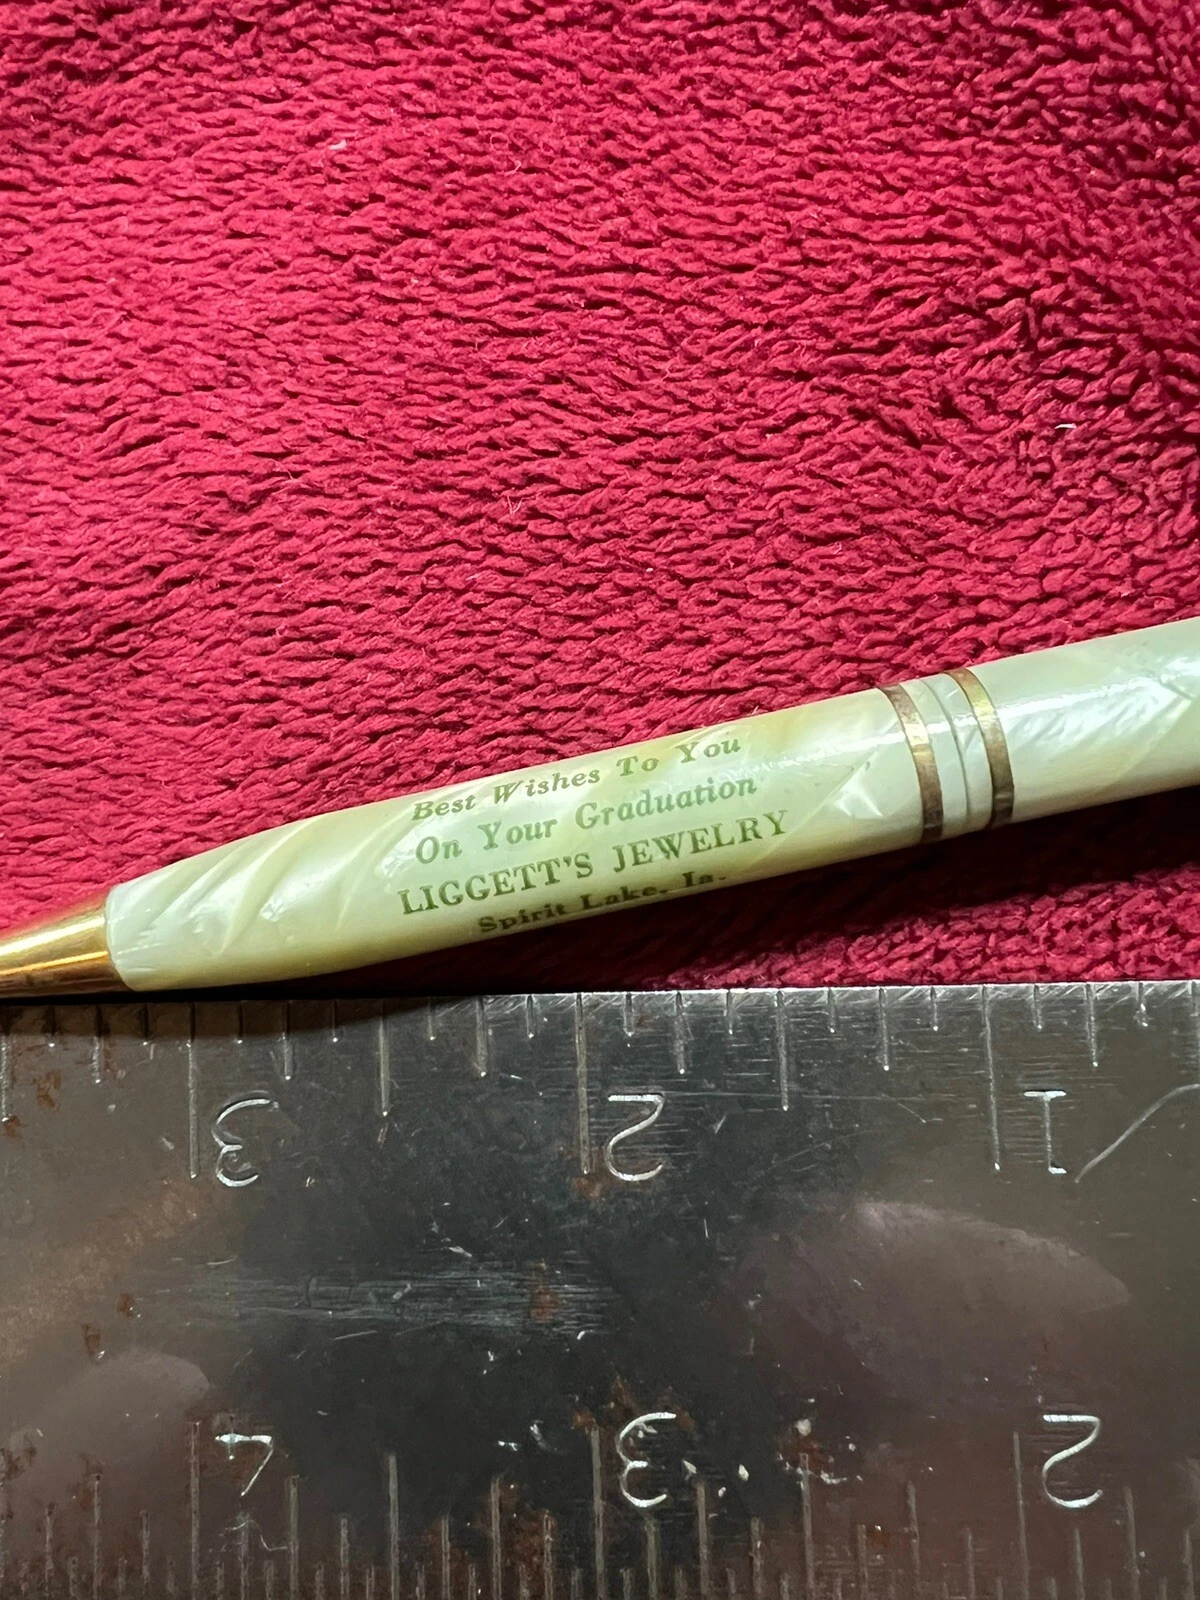 Best Wishes To You
On Your Graduation
LIGGETT'S JEWELRY
Spirit Lake, Ia.
3 2 1
4 3 2